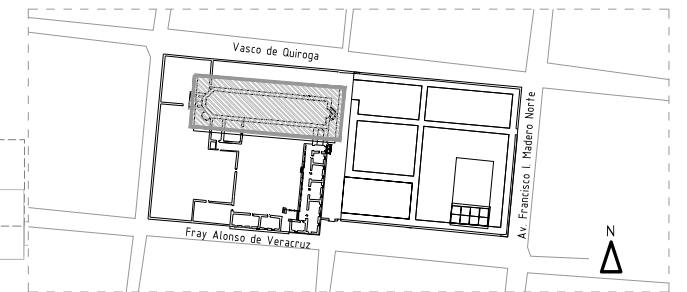 Vasco de Quiroga
Av. Francisco I. Madero Norte
Fray Alonso de Veracruz
N